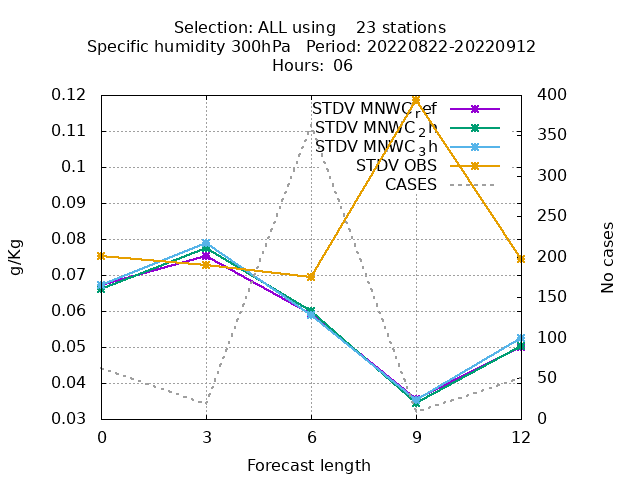 Selection: ALL using    23 stations
Specific humidity 300hPa   Period: 20220822-20220912
Hours:  06
STDV MNWC_ref
STDV MNWC_2h
STDV MNWC_3h
STDV OBS
CASES
g/Kg
0.12
0.11
0.1
0.09
0.08
0.07
0.06
0.05
0.04
0.03
400
350
300
250
200
150
100
50
0
No cases
0 3 6 9 12
Forecast length